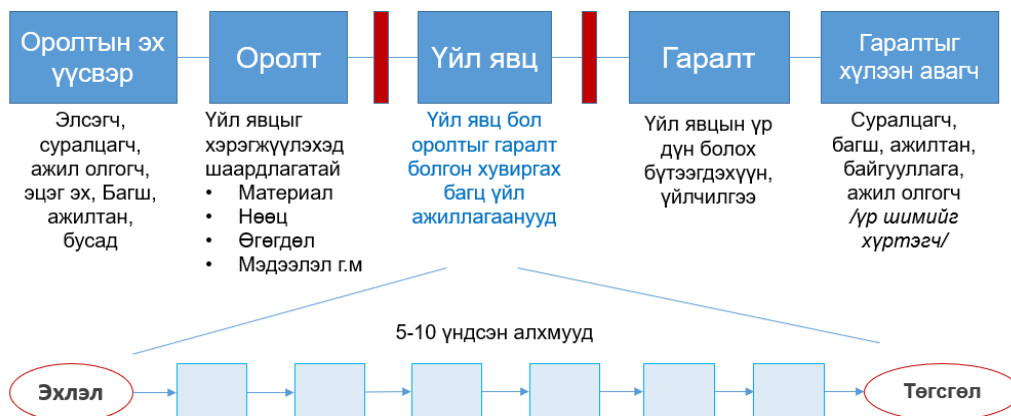 Оролтын эх
үүсвэр
Оролт
Үйл явц
Гаралт
Гаралтыг
хүлээн авагч
Элсэгч,
суралцагч,
ажил олгогч,
эцэг эх, Багш,
ажилтан,
бусад
Үйл явцыг
хэрэгжүүлэхэд
шаардлагатай
• Материал
• Нөөц
• Өгөгдөл
• Мэдээлэл г.м
Үйл явц бол
оролтыг гаралт
болгон хувиргах
багц үйл
ажиллагаанууд
Үйл явцын үр
дүн болох
бүтээгдэхүүн,
үйлчилгээ
Суралцагч,
багш, ажилтан,
байгууллага,
ажил олгогч
/үр шимийг
хүртэгч/
5-10 үндсэн алхмууд
Эхлэл
Төгсгөл